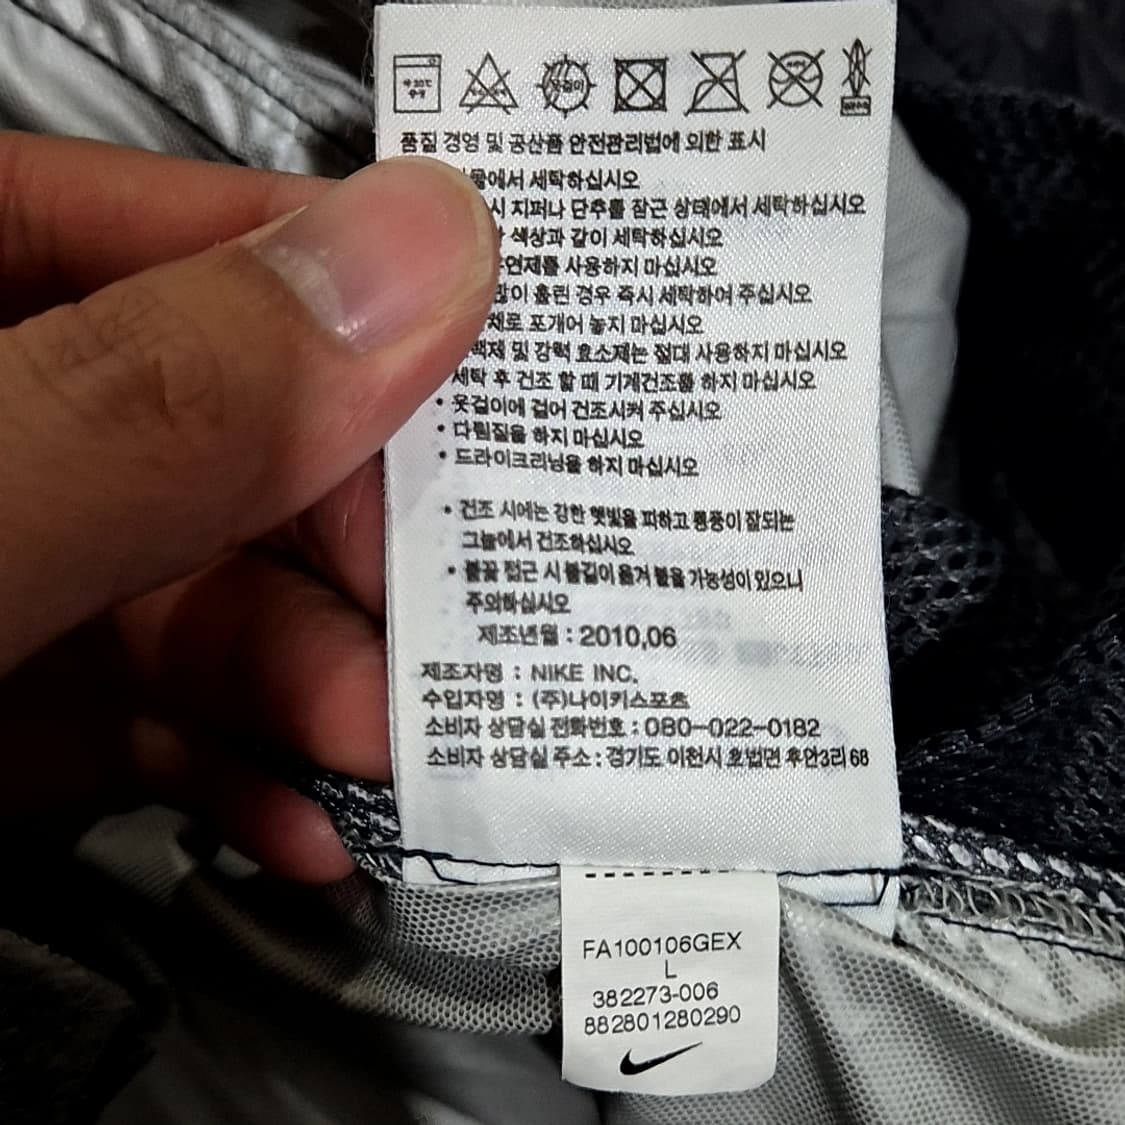 품질 경영 및 공산품 안전관리법에 의한 표시
세탁하십시오
지퍼나 단추를 잠근 상태에서 세탁하십시오
색상과 같이 세탁하십시오
사용하지 마십시오
흘린 경우 즉시 세탁하여 주십시오
포개어 놓지 마십시오
및 강력 효소제는 절대 사용하지 마십시오
세탁 후 건조 할 때 기계건조를 하지 마십시오
• 옷걸이에 걸어 건조시켜 주십시오
• 다림질을 하지 마십시오
• 드라이크리닝을 하지 마십시오
• 건조 시에는 강한 햇빛을 피하고 통풍이 잘되는
그늘에서 건조하십시오
• 불꽃 접근 시 불길이 옮겨 붙을 가능성이 있으니
주의하십시오
제조년월 : 2010,06
제조자명 : NIKE INC.
수입자명 : (주)나이키스포츠
소비자 상담실 전화번호 : 080-022-0182
소비자 상담실 주소 : 경기도 이천시 호법면 후안3리 68
FA100106GEX
L
382273-006
882801280290